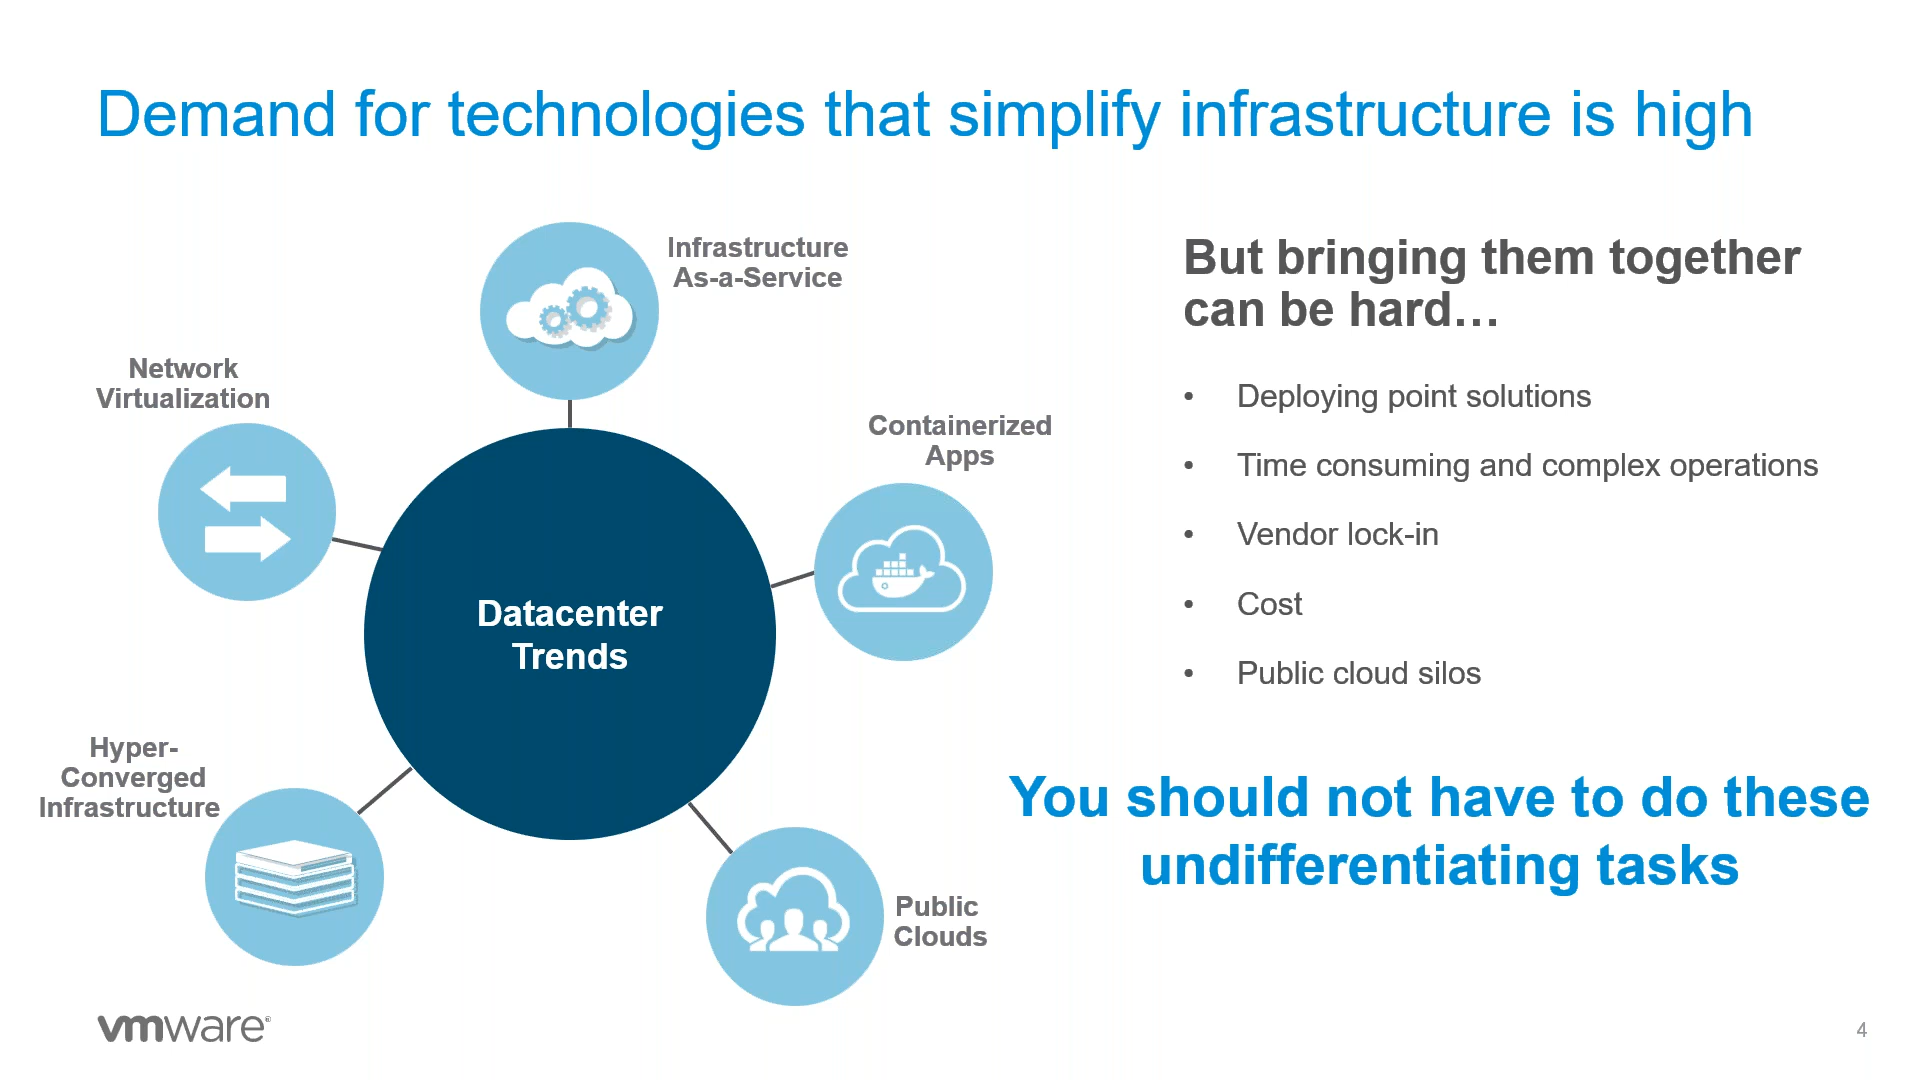 Demand for technologies that simplify infrastructure is high
Infrastructure
As-a-Service
Network
Virtualization
Containerized
Apps
Datacenter
Trends
Hyper-
Converged
Infrastructure
Public
Clouds
But bringing them together
can be hard…
• Deploying point solutions
• Time consuming and complex operations
• Vendor lock-in
• Cost
• Public cloud silos
You should not have to do these
undifferentiating tasks
vmware®
4